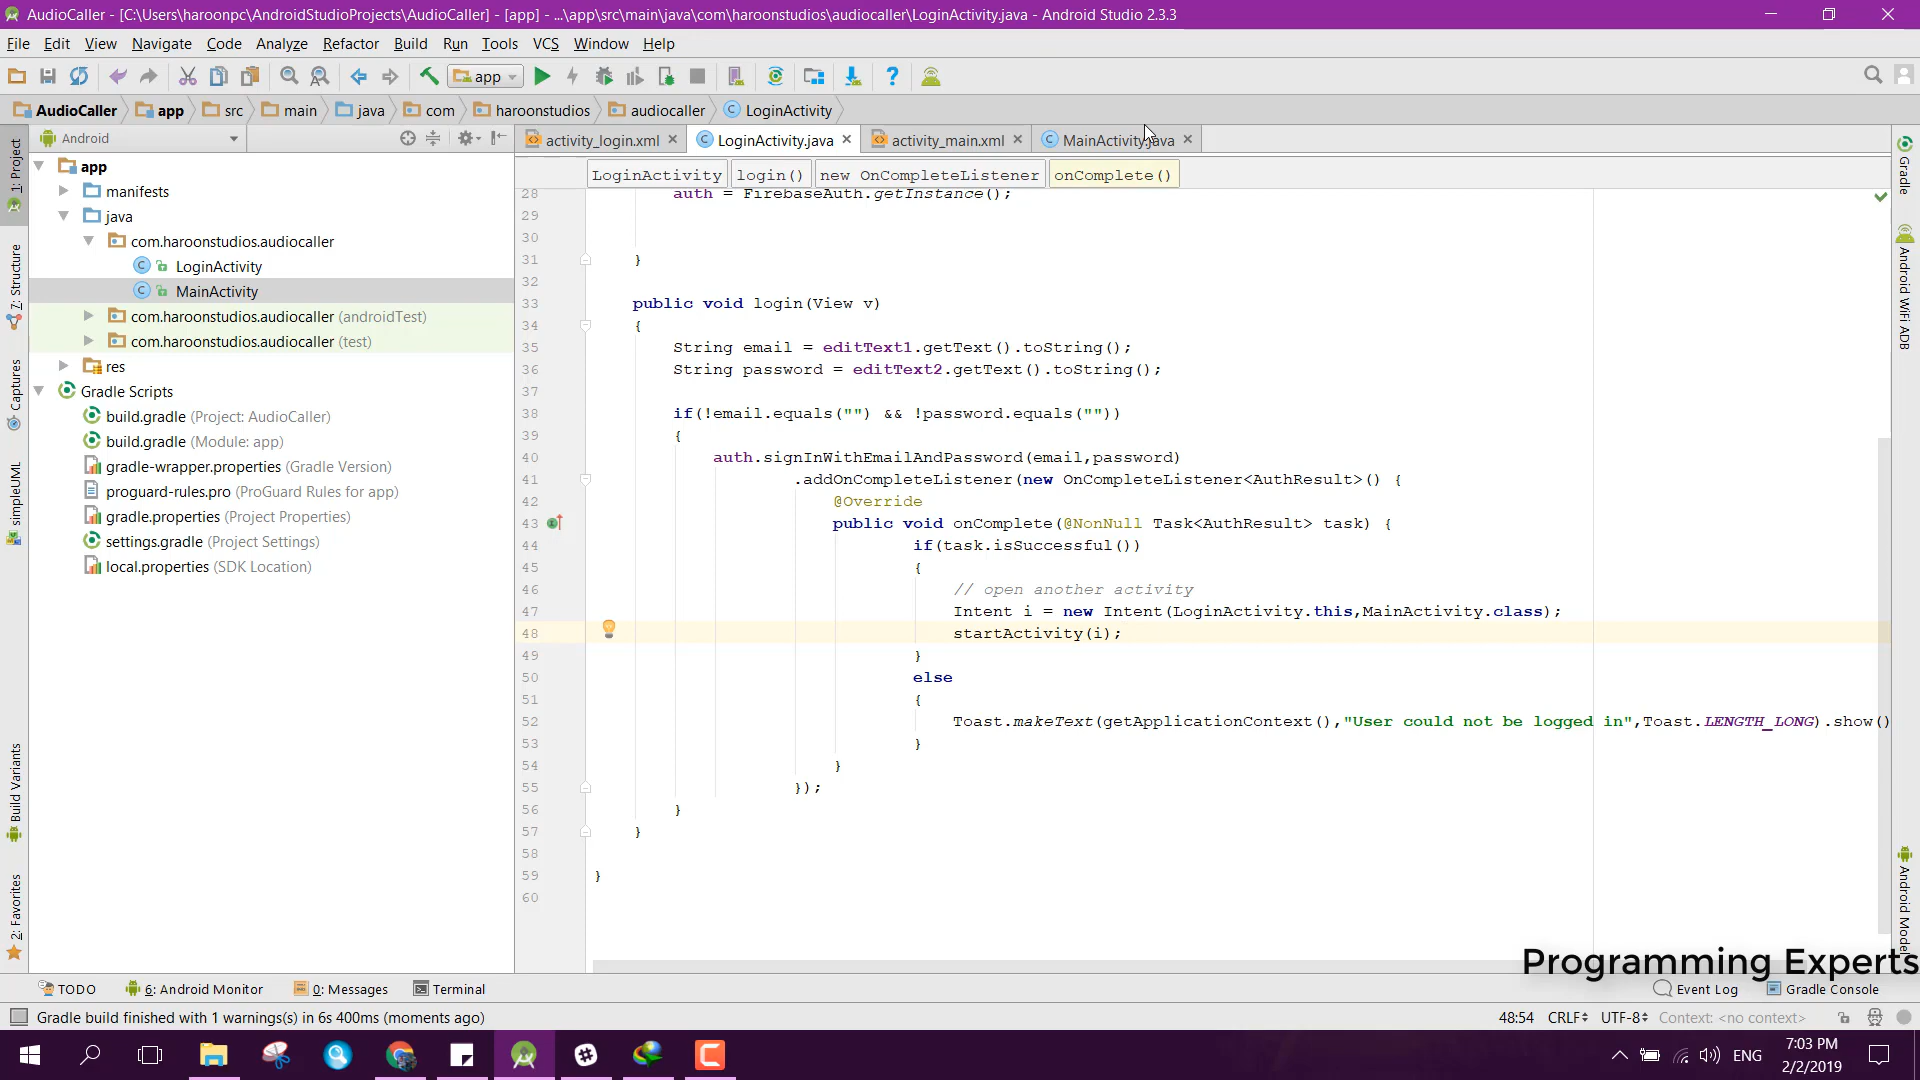 AudioCaller - [C:\Users\haroonpc\AndroidStudioProjects\AudioCaller] - [app] - ...\app\src\main\java\com\haroonstudios\audiocaller\LoginActivity.java - Android Studio 2.3.3
File Edit View Navigate Code Analyze Refactor Build Run Tools VCS Window Help
app
AudioCaller app src main java com haroonstudios audiocaller LoginActivity
Android
activity_login.xml LoginActivity.java activity_main.xml MainActivity.java
LoginActivity login() new OnCompleteListener onComplete()
1: Project
7: Structure
Captures
simpleUML
Build Variants
2: Favorites
app
manifests
java
com.haroonstudios.audiocaller
LoginActivity
MainActivity
com.haroonstudios.audiocaller (androidTest)
com.haroonstudios.audiocaller (test)
res
Gradle Scripts
build.gradle (Project: AudioCaller)
build.gradle (Module: app)
gradle-wrapper.properties (Gradle Version)
proguard-rules.pro (ProGuard Rules for app)
gradle.properties (Project Properties)
settings.gradle (Project Settings)
local.properties (SDK Location)
28 auth = FirebaseAuth.getInstance();
29
30
31 }
32
33 public void login(View v)
34 {
35 String email = editText1.getText().toString();
36 String password = editText2.getText().toString();
37
38 if(!email.equals("") && !password.equals(""))
39 {
40 auth.signInWithEmailAndPassword(email,password)
41 .addOnCompleteListener(new OnCompleteListener<AuthResult>() {
42 @Override
43 public void onComplete(@NonNull Task<AuthResult> task) {
44 if(task.isSuccessful())
45 {
46 // open another activity
47 Intent i = new Intent(LoginActivity.this,MainActivity.class);
48 startActivity(i);
49 }
50 else
51 {
52 Toast.makeText(getApplicationContext(),"User could not be logged in",Toast.LENGTH_LONG).show()
53 }
54 }
55 });
56 }
57 }
58
59 }
60
Gradle
Android WiFi ADB
Android Model
Programming Experts
TODO 6: Android Monitor 0: Messages Terminal Event Log Gradle Console
Gradle build finished with 1 warnings(s) in 6s 400ms (moments ago) 48:54 CRLF UTF-8 Context: <no context>
ENG
7:03 PM
2/2/2019